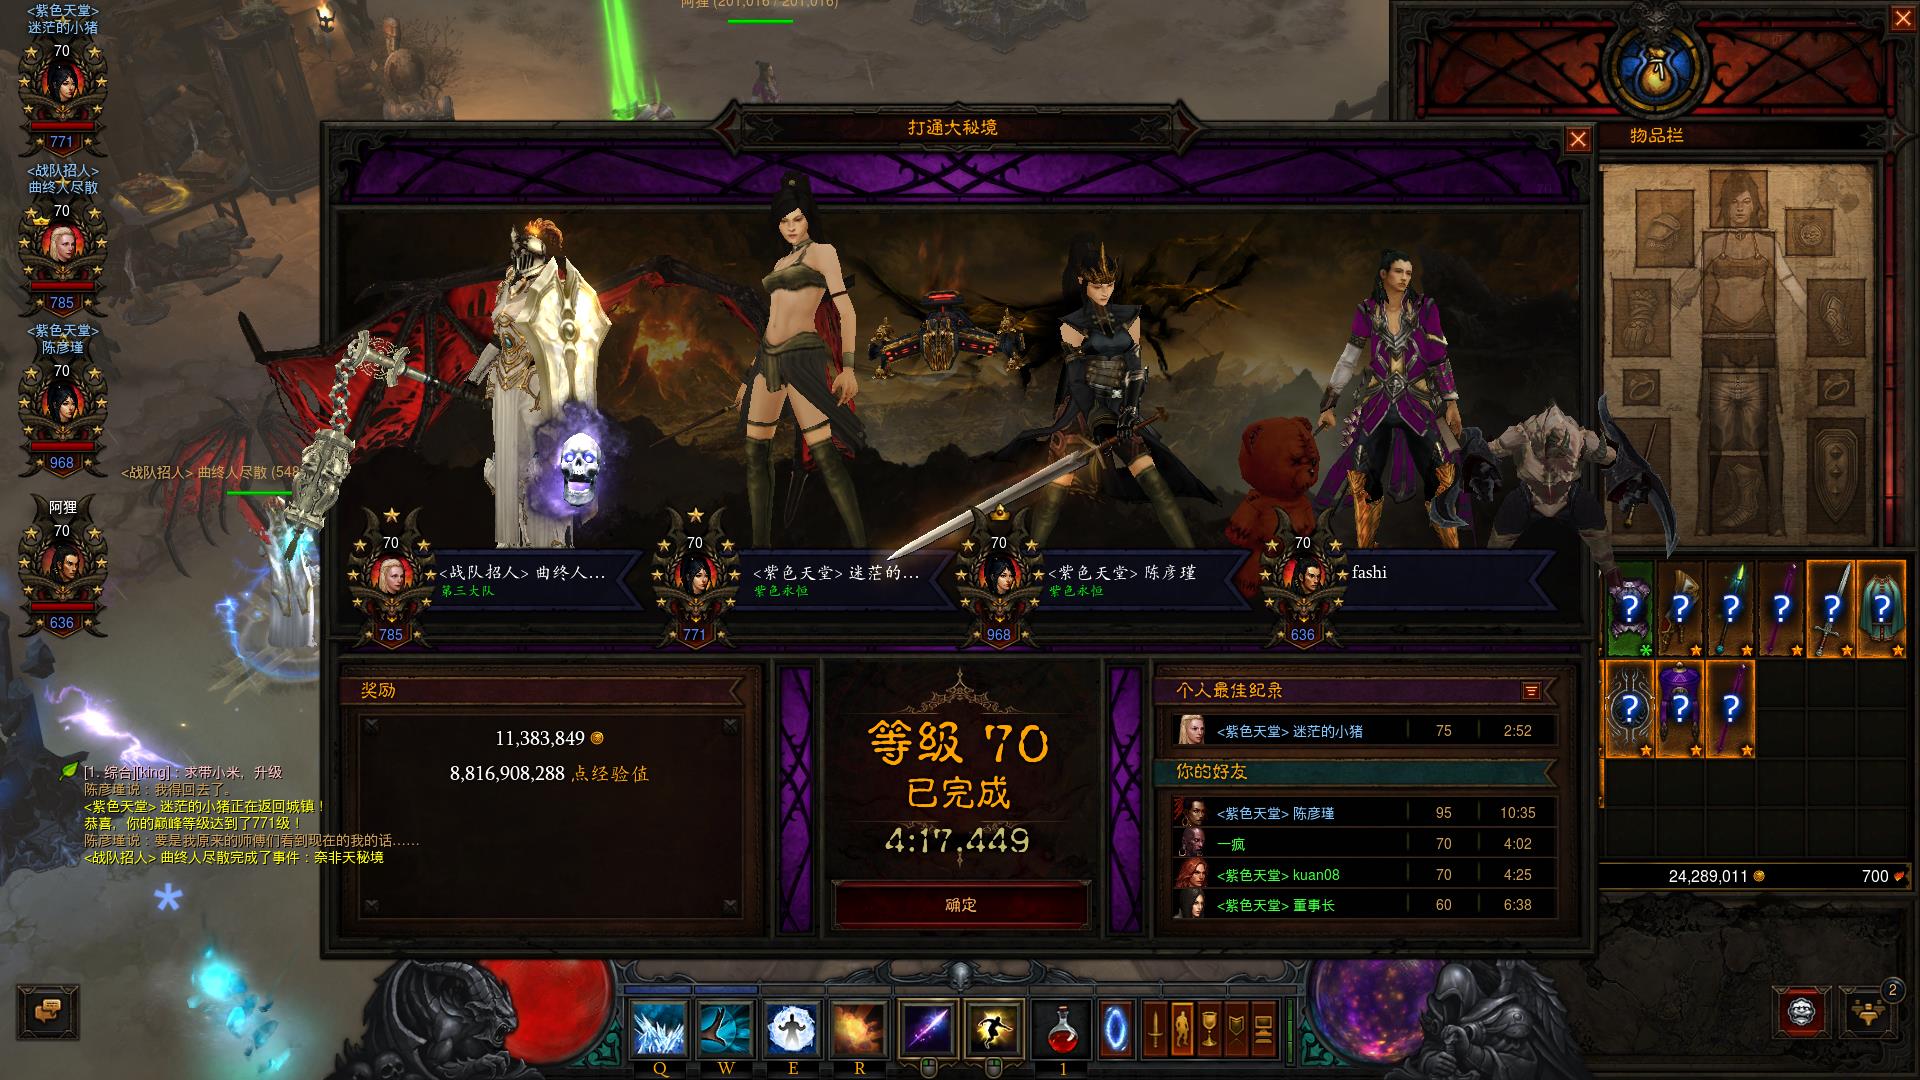 <紫色天堂>
迷茫的小猪
70
771
<战队招人>
曲终人尽散
70
785
<紫色天堂>
陈彦瑾
70
968
阿狸
70
636
阿狸 (201,016 / 201,016)
<战队招人> 曲终人尽散 (548
打通大秘境
物品栏
70
<战队招人> 曲终人...
第三大队
785
70
<紫色天堂> 迷茫的...
紫色永恒
771
70
<紫色天堂> 陈彦瑾
紫色永恒
968
70
fashi
636
奖励
11,383,849
8,816,908,288 点经验值
等级 70
已完成
4:17.449
确定
个人最佳纪录
<紫色天堂> 迷茫的小猪 75 2:52
你的好友
<紫色天堂> 陈彦瑾 95 10:35
一疯 70 4:02
<紫色天堂> kuan08 70 4:25
<紫色天堂> 董事长 60 6:38
[1. 综合][king]：求带小米，升级
陈彦瑾说：我得回去了。
<紫色天堂> 迷茫的小猪正在返回城镇！
恭喜，你的巅峰等级达到了771级！
陈彦瑾说：要是我原来的师傅们看到现在的我的话……
<战队招人> 曲终人尽散完成了事件：奈非天秘境
? ? ? ? ? ?
? ? ?
24,289,011 700
Q W E R 1
2